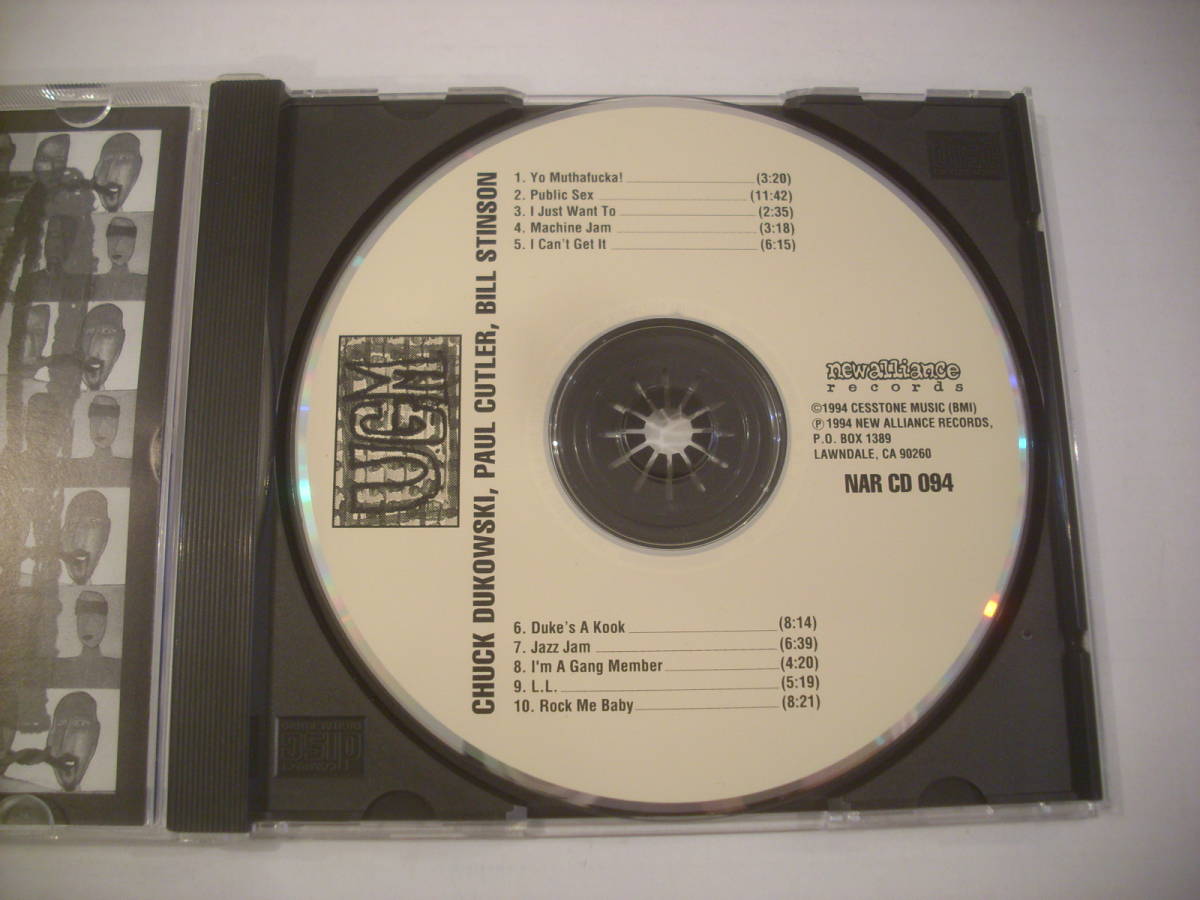 1. Yo Muthafucka! (3:20)
2. Public Sex (11:42)
3. I Just Want To (2:35)
4. Machine Jam (3:18)
5. I Can't Get It (6:15)
CHUCK DUKOWSKI, PAUL CUTLER, BILL STINSON
newalliance
records
©1994 CESSTONE MUSIC (BMI)
℗ 1994 NEW ALLIANCE RECORDS,
P.O. BOX 1389
LAWNDALE, CA 90260
NAR CD 094
6. Duke's A Kook (8:14)
7. Jazz Jam (6:39)
8. I'm A Gang Member (4:20)
9. L.L. (5:19)
10. Rock Me Baby (8:21)